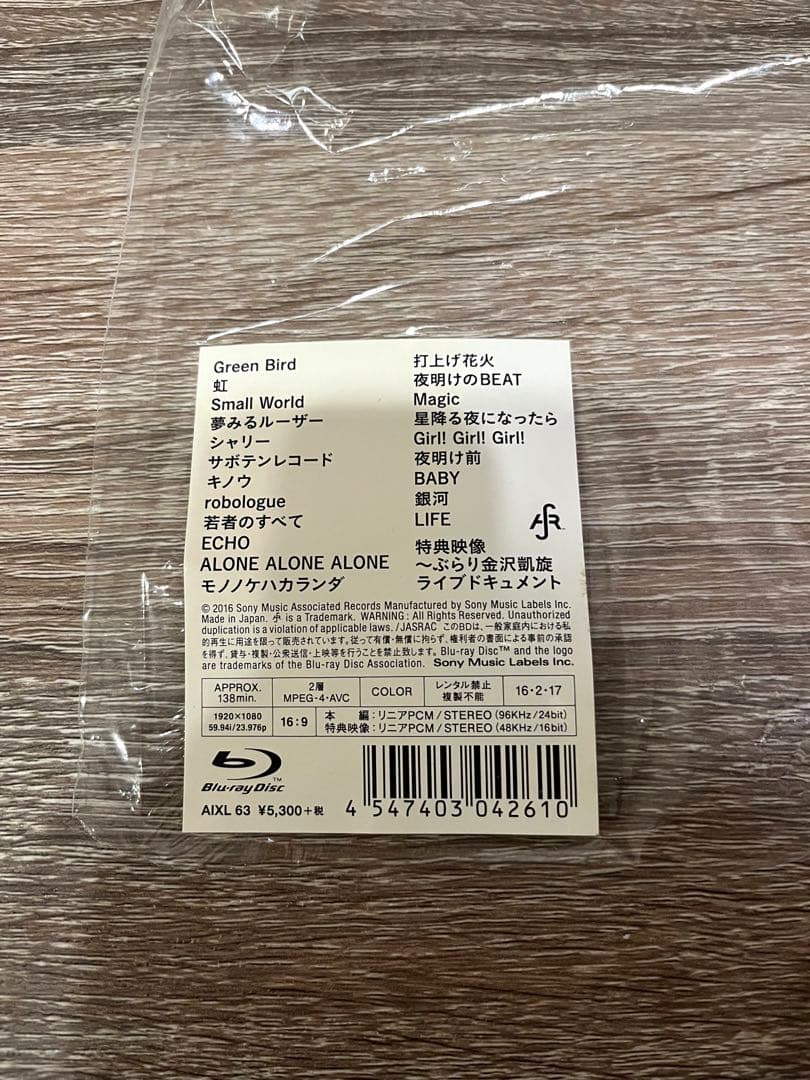 Green Bird
虹
Small World
夢みるルーザー
シャリー
サボテンレコード
キノウ
robologue
若者のすべて
ECHO
ALONE ALONE ALONE
モノノケハカランダ
打上げ花火
夜明けのBEAT
Magic
星降る夜になったら
Girl! Girl! Girl!
夜明け前
BABY
銀河
LIFE
特典映像
〜ぶらり金沢凱旋
ライブドキュメント
© 2016 Sony Music Associated Records Manufactured by Sony Music Labels Inc.
Made in Japan. is a Trademark. WARNING: All Rights Reserved. Unauthorized
duplication is a violation of applicable laws. /JASRAC このBDは、一般家庭内における私
的再生に用途を限って販売されています。従って有償・無償に拘らず、権利者の書面による事前の承諾
を得ず、貸与・複製・公衆送信・上映等を行うことを禁止致します。Blu-ray Disc™ and the logo
are trademarks of the Blu-ray Disc Association. Sony Music Labels Inc.
APPROX.
138min.
2層
MPEG-4・AVC
COLOR
レンタル禁止
複製不能
16・2・17
1920×1080
59.94i/23.976p
16:9
本 編:リニアPCM/STEREO(96KHz/24bit)
特典映像:リニアPCM/STEREO(48KHz/16bit)
Blu-ray Disc™
AIXL 63 ¥5,300+税
4 547403 042610